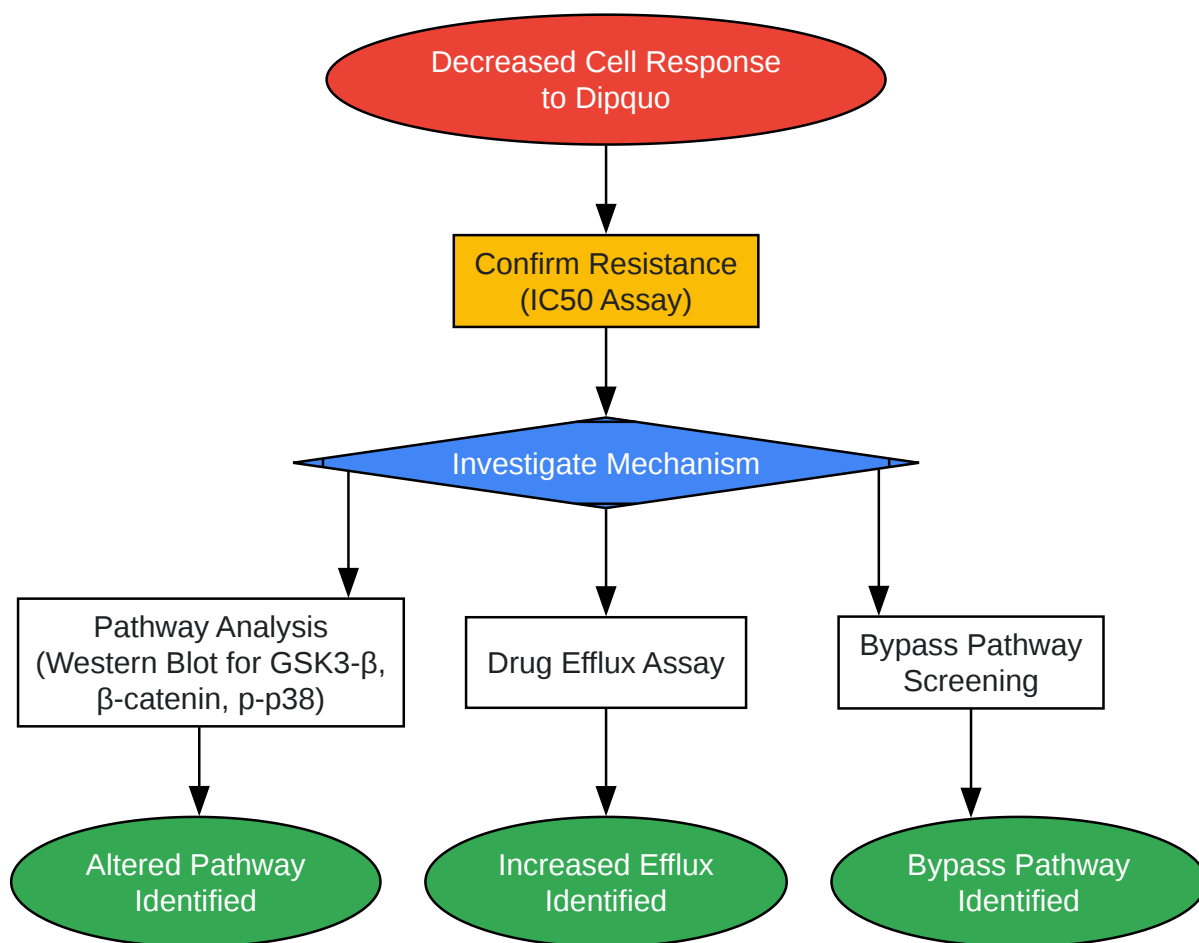 Decreased Cell Response
to Dipquo
Confirm Resistance
(IC50 Assay)
Investigate Mechanism
Pathway Analysis
(Western Blot for GSK3-β,
β-catenin, p-p38)
Drug Efflux Assay
Bypass Pathway
Screening
Altered Pathway
Identified
Increased Efflux
Identified
Bypass Pathway
Identified